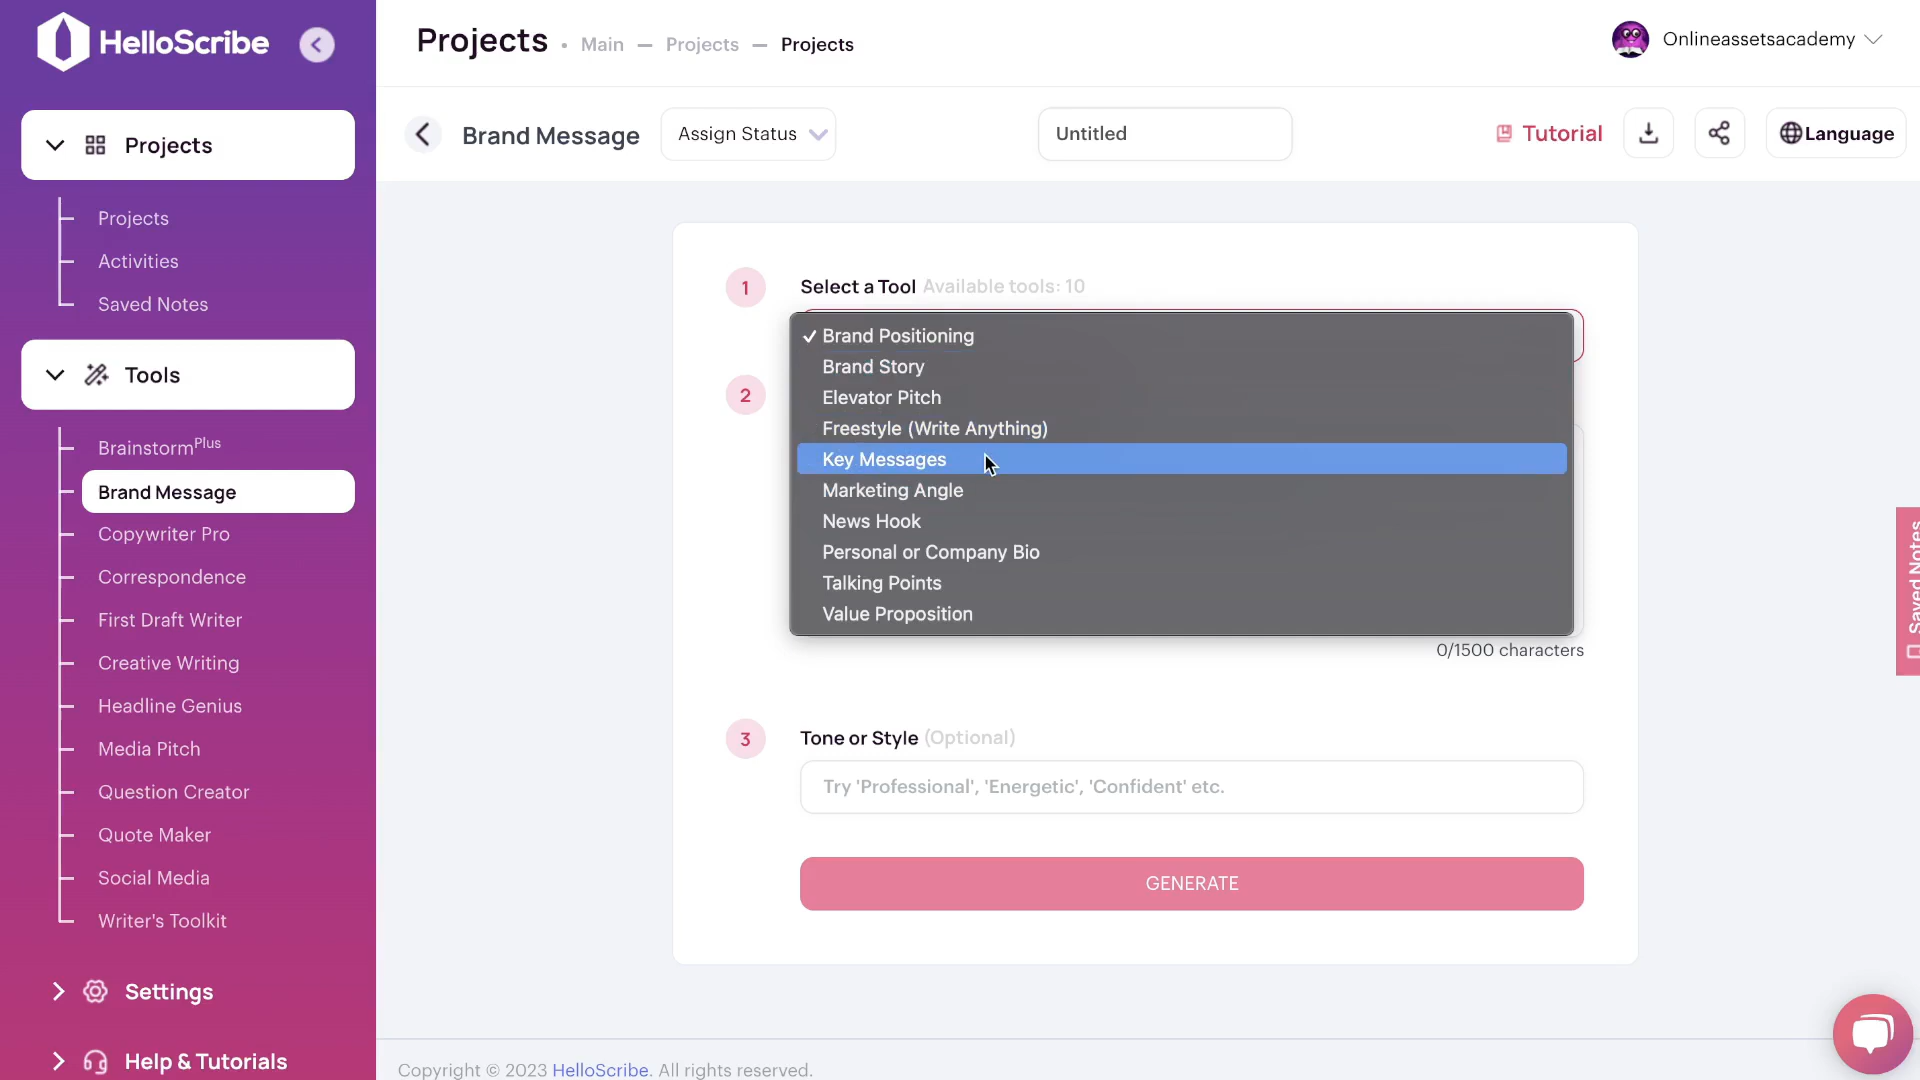 HelloScribe
Projects
Projects
Activities
Saved Notes
Tools
BrainstormPlus
Brand Message
Copywriter Pro
Correspondence
First Draft Writer
Creative Writing
Headline Genius
Media Pitch
Question Creator
Quote Maker
Social Media
Writer's Toolkit
Settings
Help & Tutorials
Projects • Main — Projects — Projects
Onlineassetsacademy
Brand Message
Assign Status
Untitled
Tutorial
Language
1
Select a Tool Available tools: 10
✓ Brand Positioning
Brand Story
Elevator Pitch
Freestyle (Write Anything)
Key Messages
Marketing Angle
News Hook
Personal or Company Bio
Talking Points
Value Proposition
2
0/1500 characters
3
Tone or Style (Optional)
Try 'Professional', 'Energetic', 'Confident' etc.
GENERATE
Saved Notes
Copyright © 2023 HelloScribe. All rights reserved.